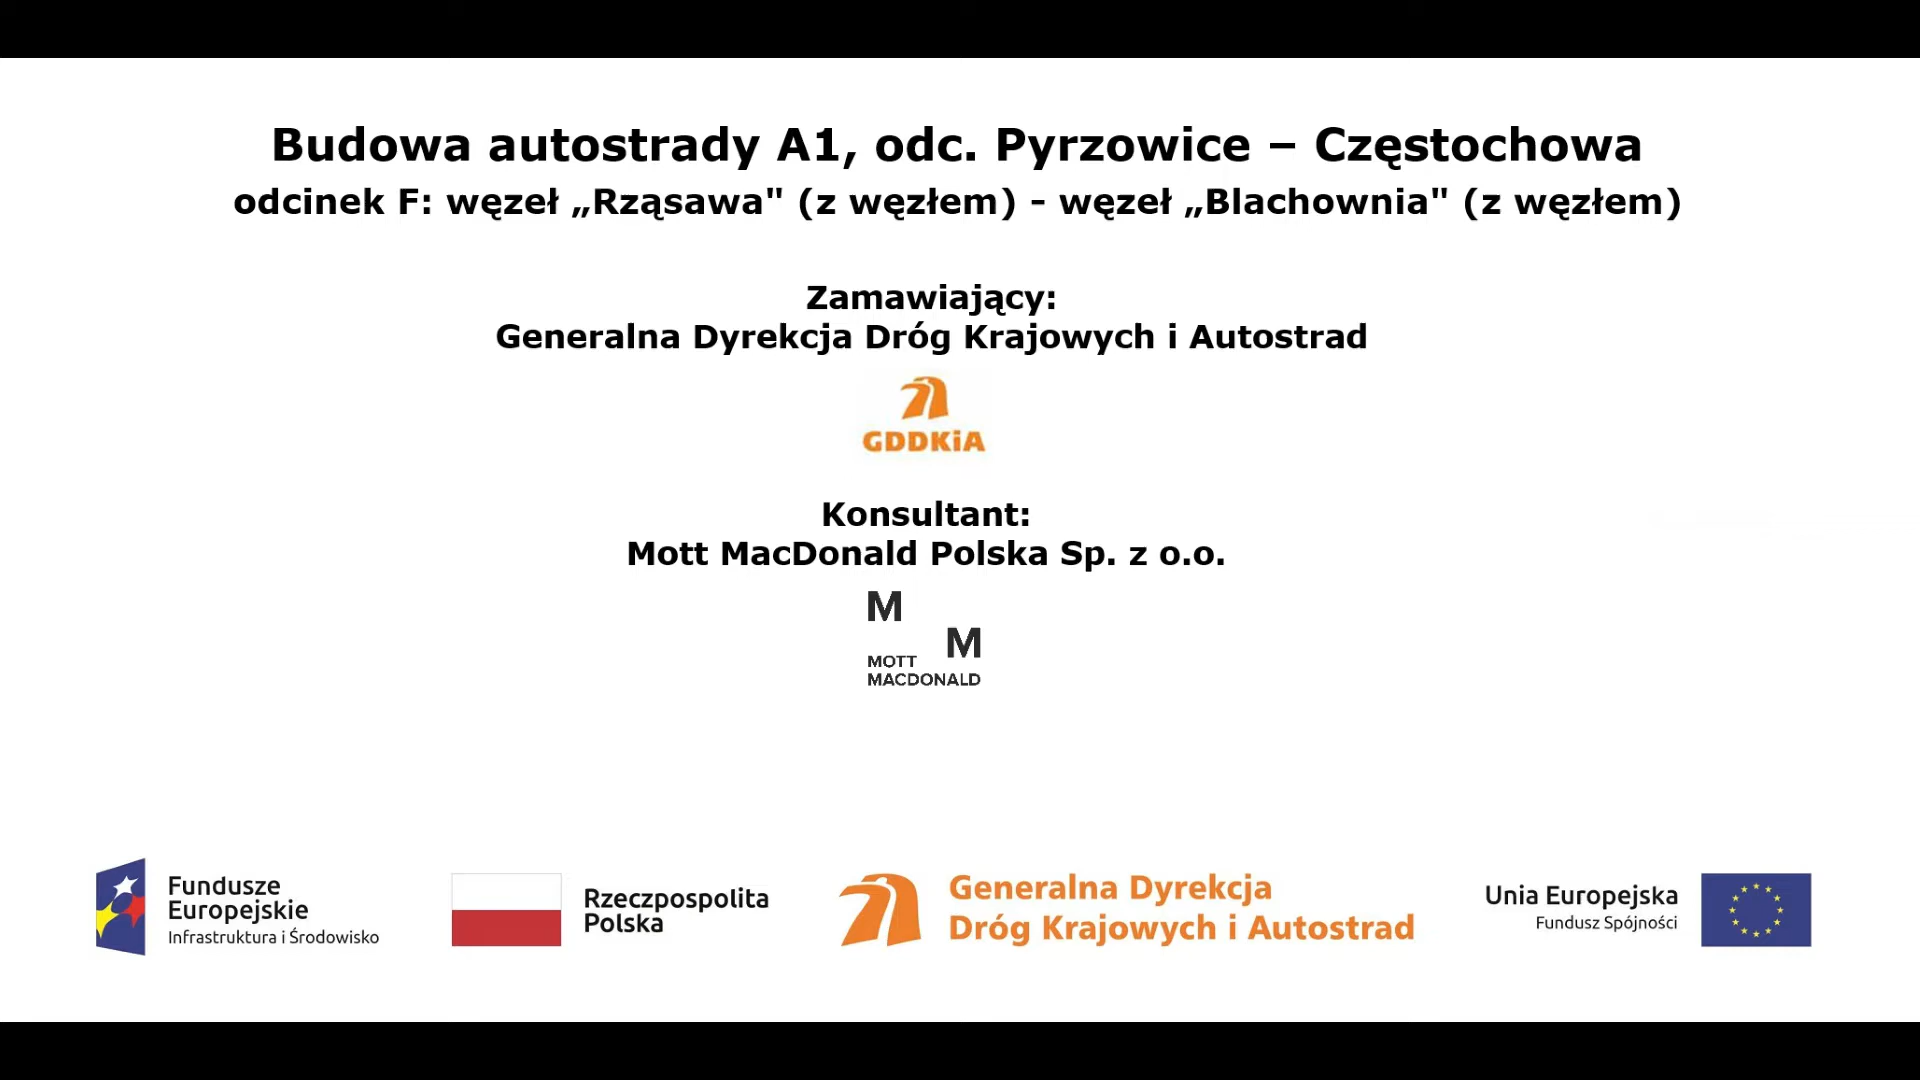 Budowa autostrady A1, odc. Pyrzowice – Częstochowa
odcinek F: węzeł „Rząsawa" (z węzłem) - węzeł „Blachownia" (z węzłem)
Zamawiający:
Generalna Dyrekcja Dróg Krajowych i Autostrad
GDDKiA
Konsultant:
Mott MacDonald Polska Sp. z o.o.
M
M
MOTT
MACDONALD
Fundusze
Europejskie
Infrastruktura i Środowisko
Rzeczpospolita
Polska
Generalna Dyrekcja
Dróg Krajowych i Autostrad
Unia Europejska
Fundusz Spójności